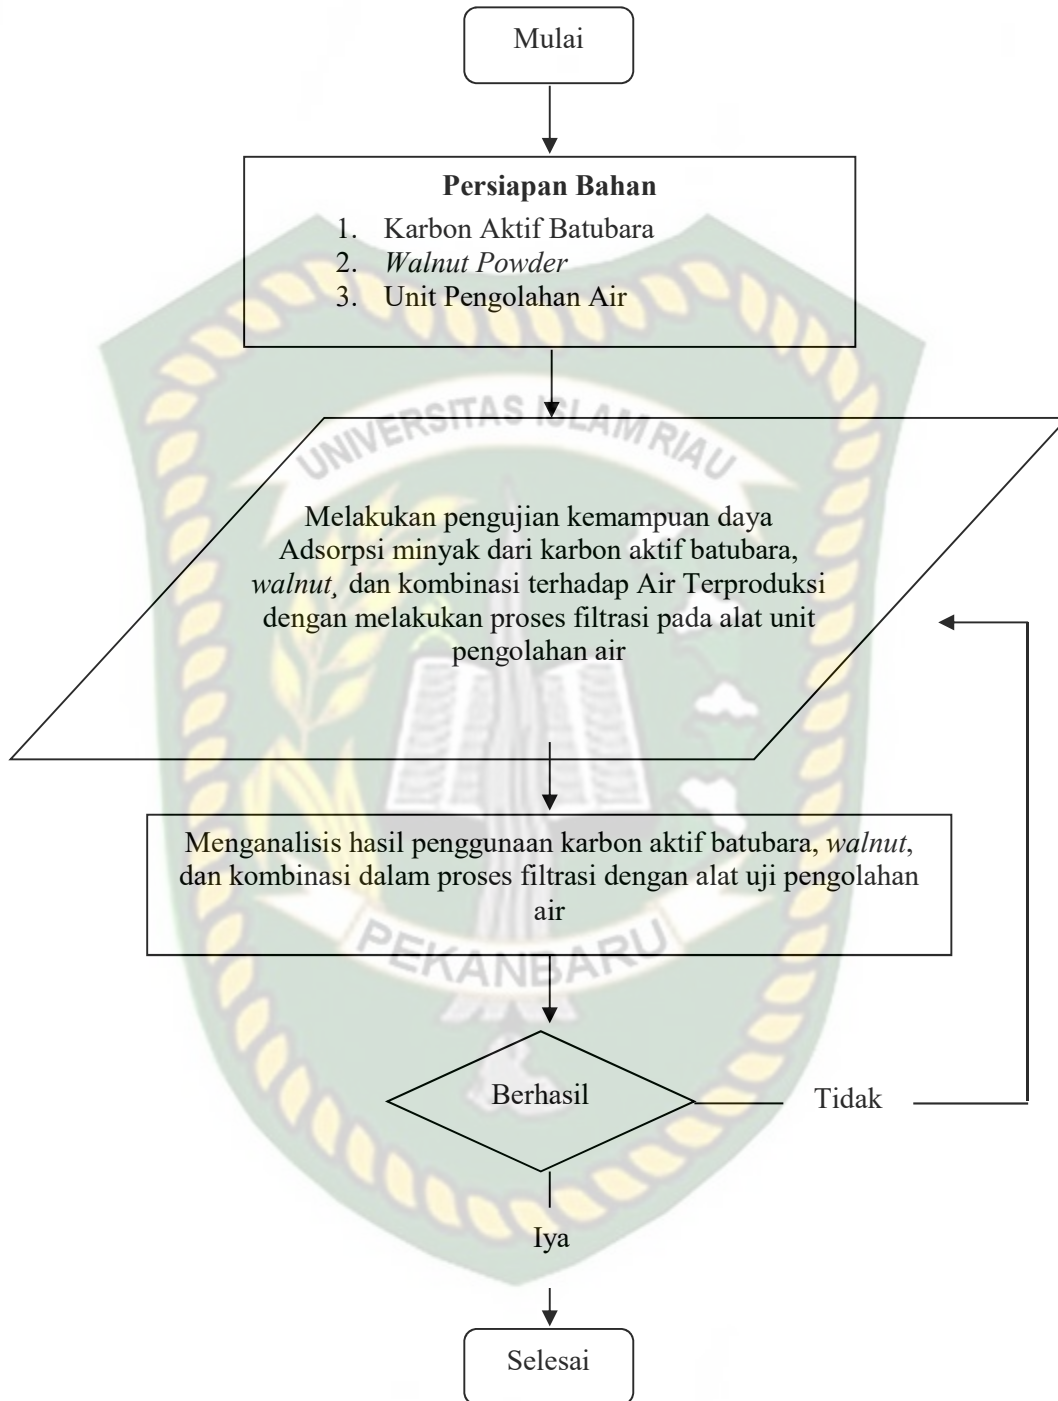 Mulai
Persiapan Bahan
1. Karbon Aktif Batubara
2. Walnut Powder
3. Unit Pengolahan Air
UNIVERSITAS ISLAM RIAU
Melakukan pengujian kemampuan daya
Adsorpsi minyak dari karbon aktif batubara,
walnut¸ dan kombinasi terhadap Air Terproduksi
dengan melakukan proses filtrasi pada alat unit
pengolahan air
Menganalisis hasil penggunaan karbon aktif batubara, walnut,
dan kombinasi dalam proses filtrasi dengan alat uji pengolahan
air
PEKANBARU
Berhasil
Tidak
Iya
Selesai